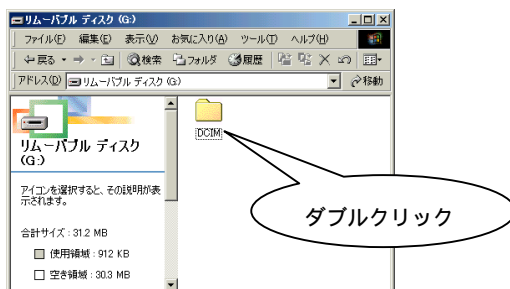 リムーバブル ディスク (G:)
ファイル(F) 編集(E) 表示(V) お気に入り(A) ツール(T) ヘルプ(H)
戻る 検索 フォルダ 履歴
アドレス(D) リムーバブル ディスク (G:) 移動
DCIM
リムーバブル ディスク
(G:)
アイコンを選択すると、その説明が表
示されます。
合計サイズ : 31.2 MB
使用領域 : 912 KB
空き領域 : 30.3 MB
ダブルクリック